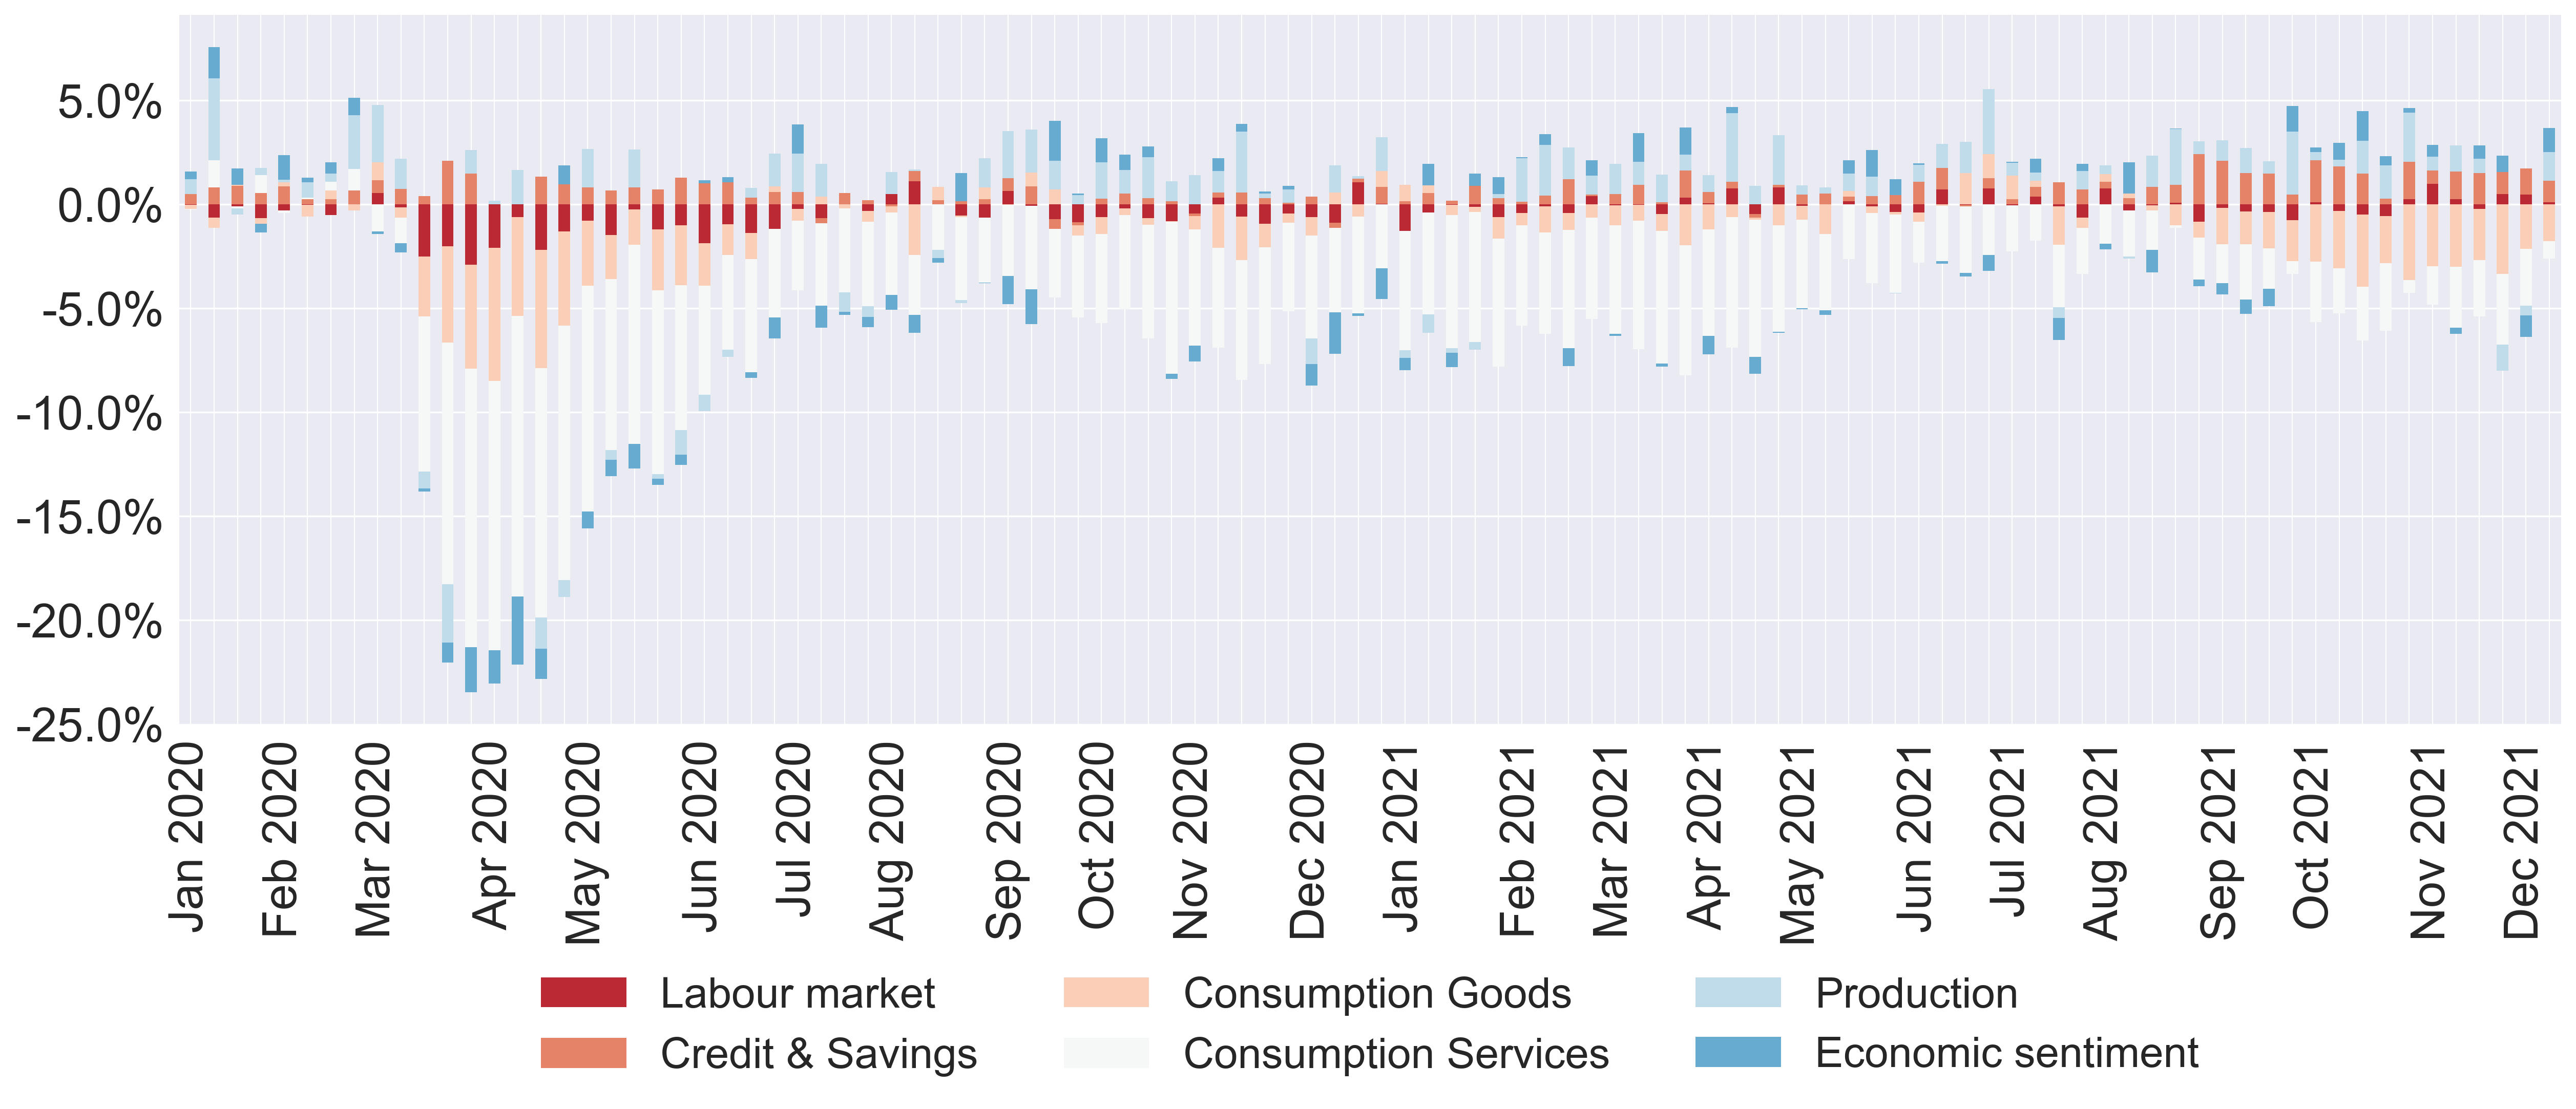 5.0%
0.0%
-5.0%
-10.0%
-15.0%
-20.0%
-25.0%
Jan 2020
Feb 2020
Mar 2020
Apr 2020
May 2020
Jun 2020
Jul 2020
Aug 2020
Sep 2020
Oct 2020
Nov 2020
Dec 2020
Jan 2021
Feb 2021
Mar 2021
Apr 2021
May 2021
Jun 2021
Jul 2021
Aug 2021
Sep 2021
Oct 2021
Nov 2021
Dec 2021
Labour market
Consumption Goods
Production
Credit & Savings
Consumption Services
Economic sentiment